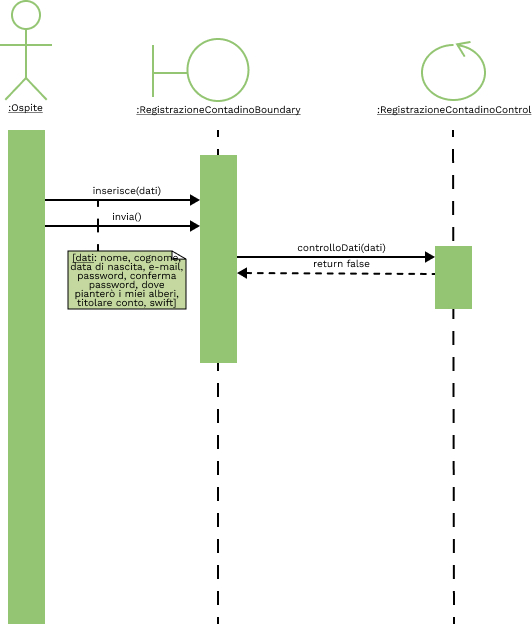 :Ospite
:RegistrazioneContadinoBoundary
:RegistrazioneContadinoControl
inserisce(dati)
invia()
[dati: nome, cognome,
data di nascita, e-mail,
password, conferma
password, dove
pianterò i miei alberi,
titolare conto, swift]
controlloDati(dati)
return false